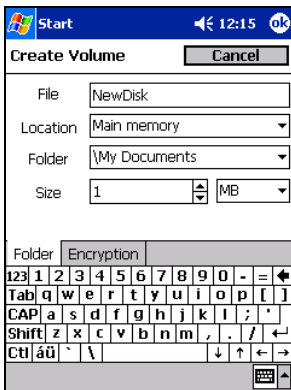 Start 12:15 ok
Create Volume Cancel
File NewDisk
Location Main memory
Folder \My Documents
Size 1 MB
Folder Encryption
123 1 2 3 4 5 6 7 8 9 0 - =
Tab q w e r t y u i o p [ ]
CAP a s d f g h j k l ; '
Shift z x c v b n m , . /
Ctl áü ` \ ↓ ↑ ← →